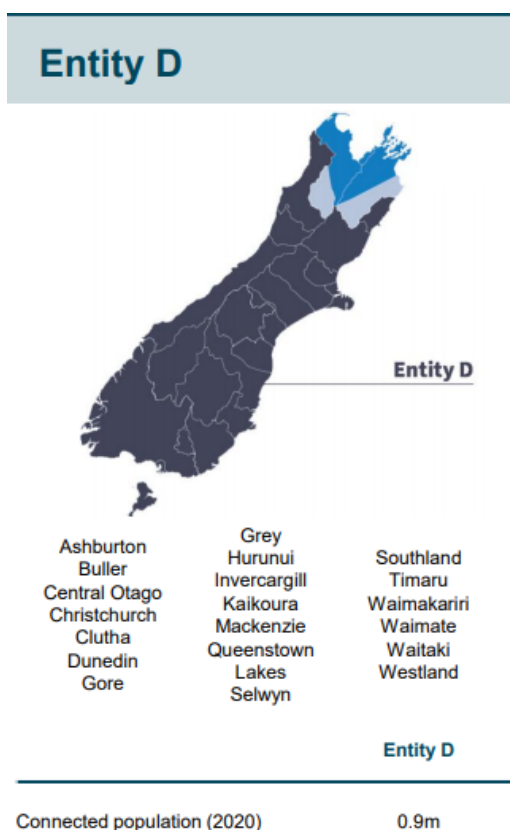 Entity D
Entity D
Ashburton
Buller
Central Otago
Christchurch
Clutha
Dunedin
Gore
Grey
Hurunui
Invercargill
Kaikoura
Mackenzie
Queenstown
Lakes
Selwyn
Southland
Timaru
Waimakariri
Waimate
Waitaki
Westland
Entity D
Connected population (2020) 0.9m